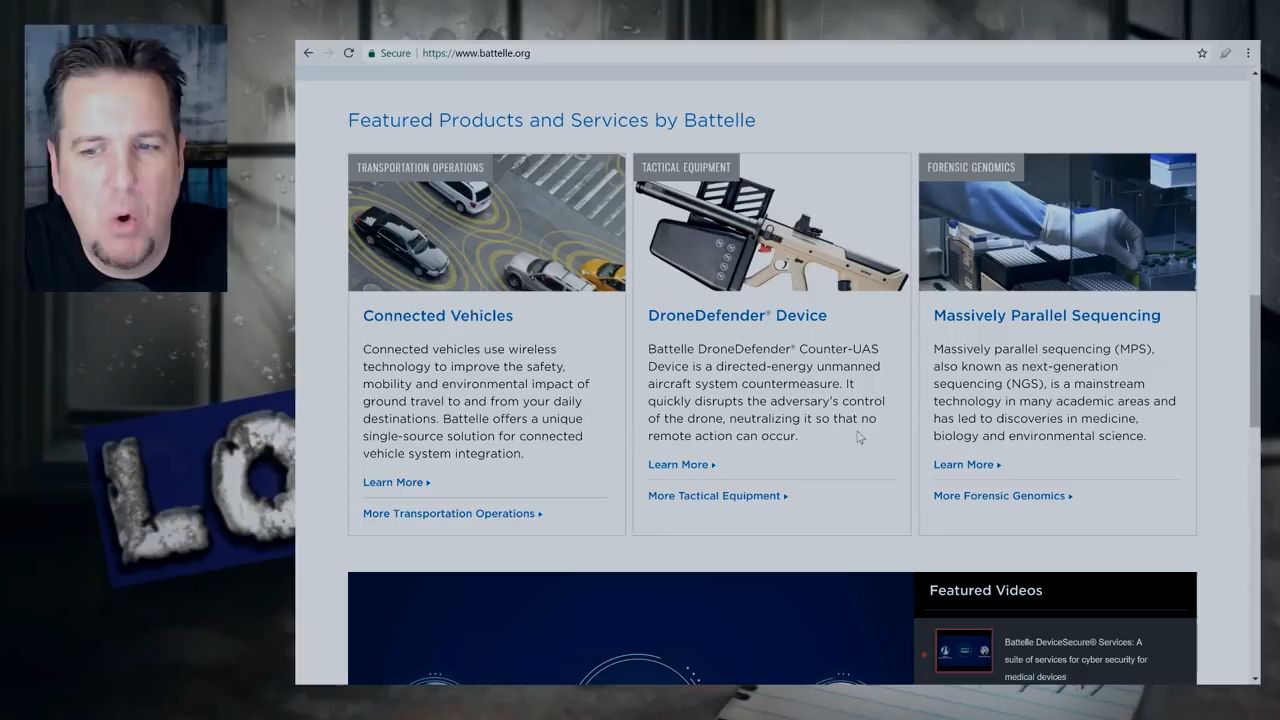 Secure
https://www.battelle.org
Featured Products and Services by Battelle
TRANSPORTATION OPERATIONS
Connected Vehicles
Connected vehicles use wireless
technology to improve the safety,
mobility and environmental impact of
ground travel to and from your daily
destinations. Battelle offers a unique
single-source solution for connected
vehicle system integration.
Learn More
More Transportation Operations
TACTICAL EQUIPMENT
DroneDefender® Device
Battelle DroneDefender® Counter-UAS
Device is a directed-energy unmanned
aircraft system countermeasure. It
quickly disrupts the adversary's control
of the drone, neutralizing it so that no
remote action can occur.
Learn More
More Tactical Equipment
FORENSIC GENOMICS
Massively Parallel Sequencing
Massively parallel sequencing (MPS),
also known as next-generation
sequencing (NGS), is a mainstream
technology in many academic areas and
has led to discoveries in medicine,
biology and environmental science.
Learn More
More Forensic Genomics
Featured Videos
Battelle DeviceSecure® Services: A
suite of services for cyber security for
medical devices
LO